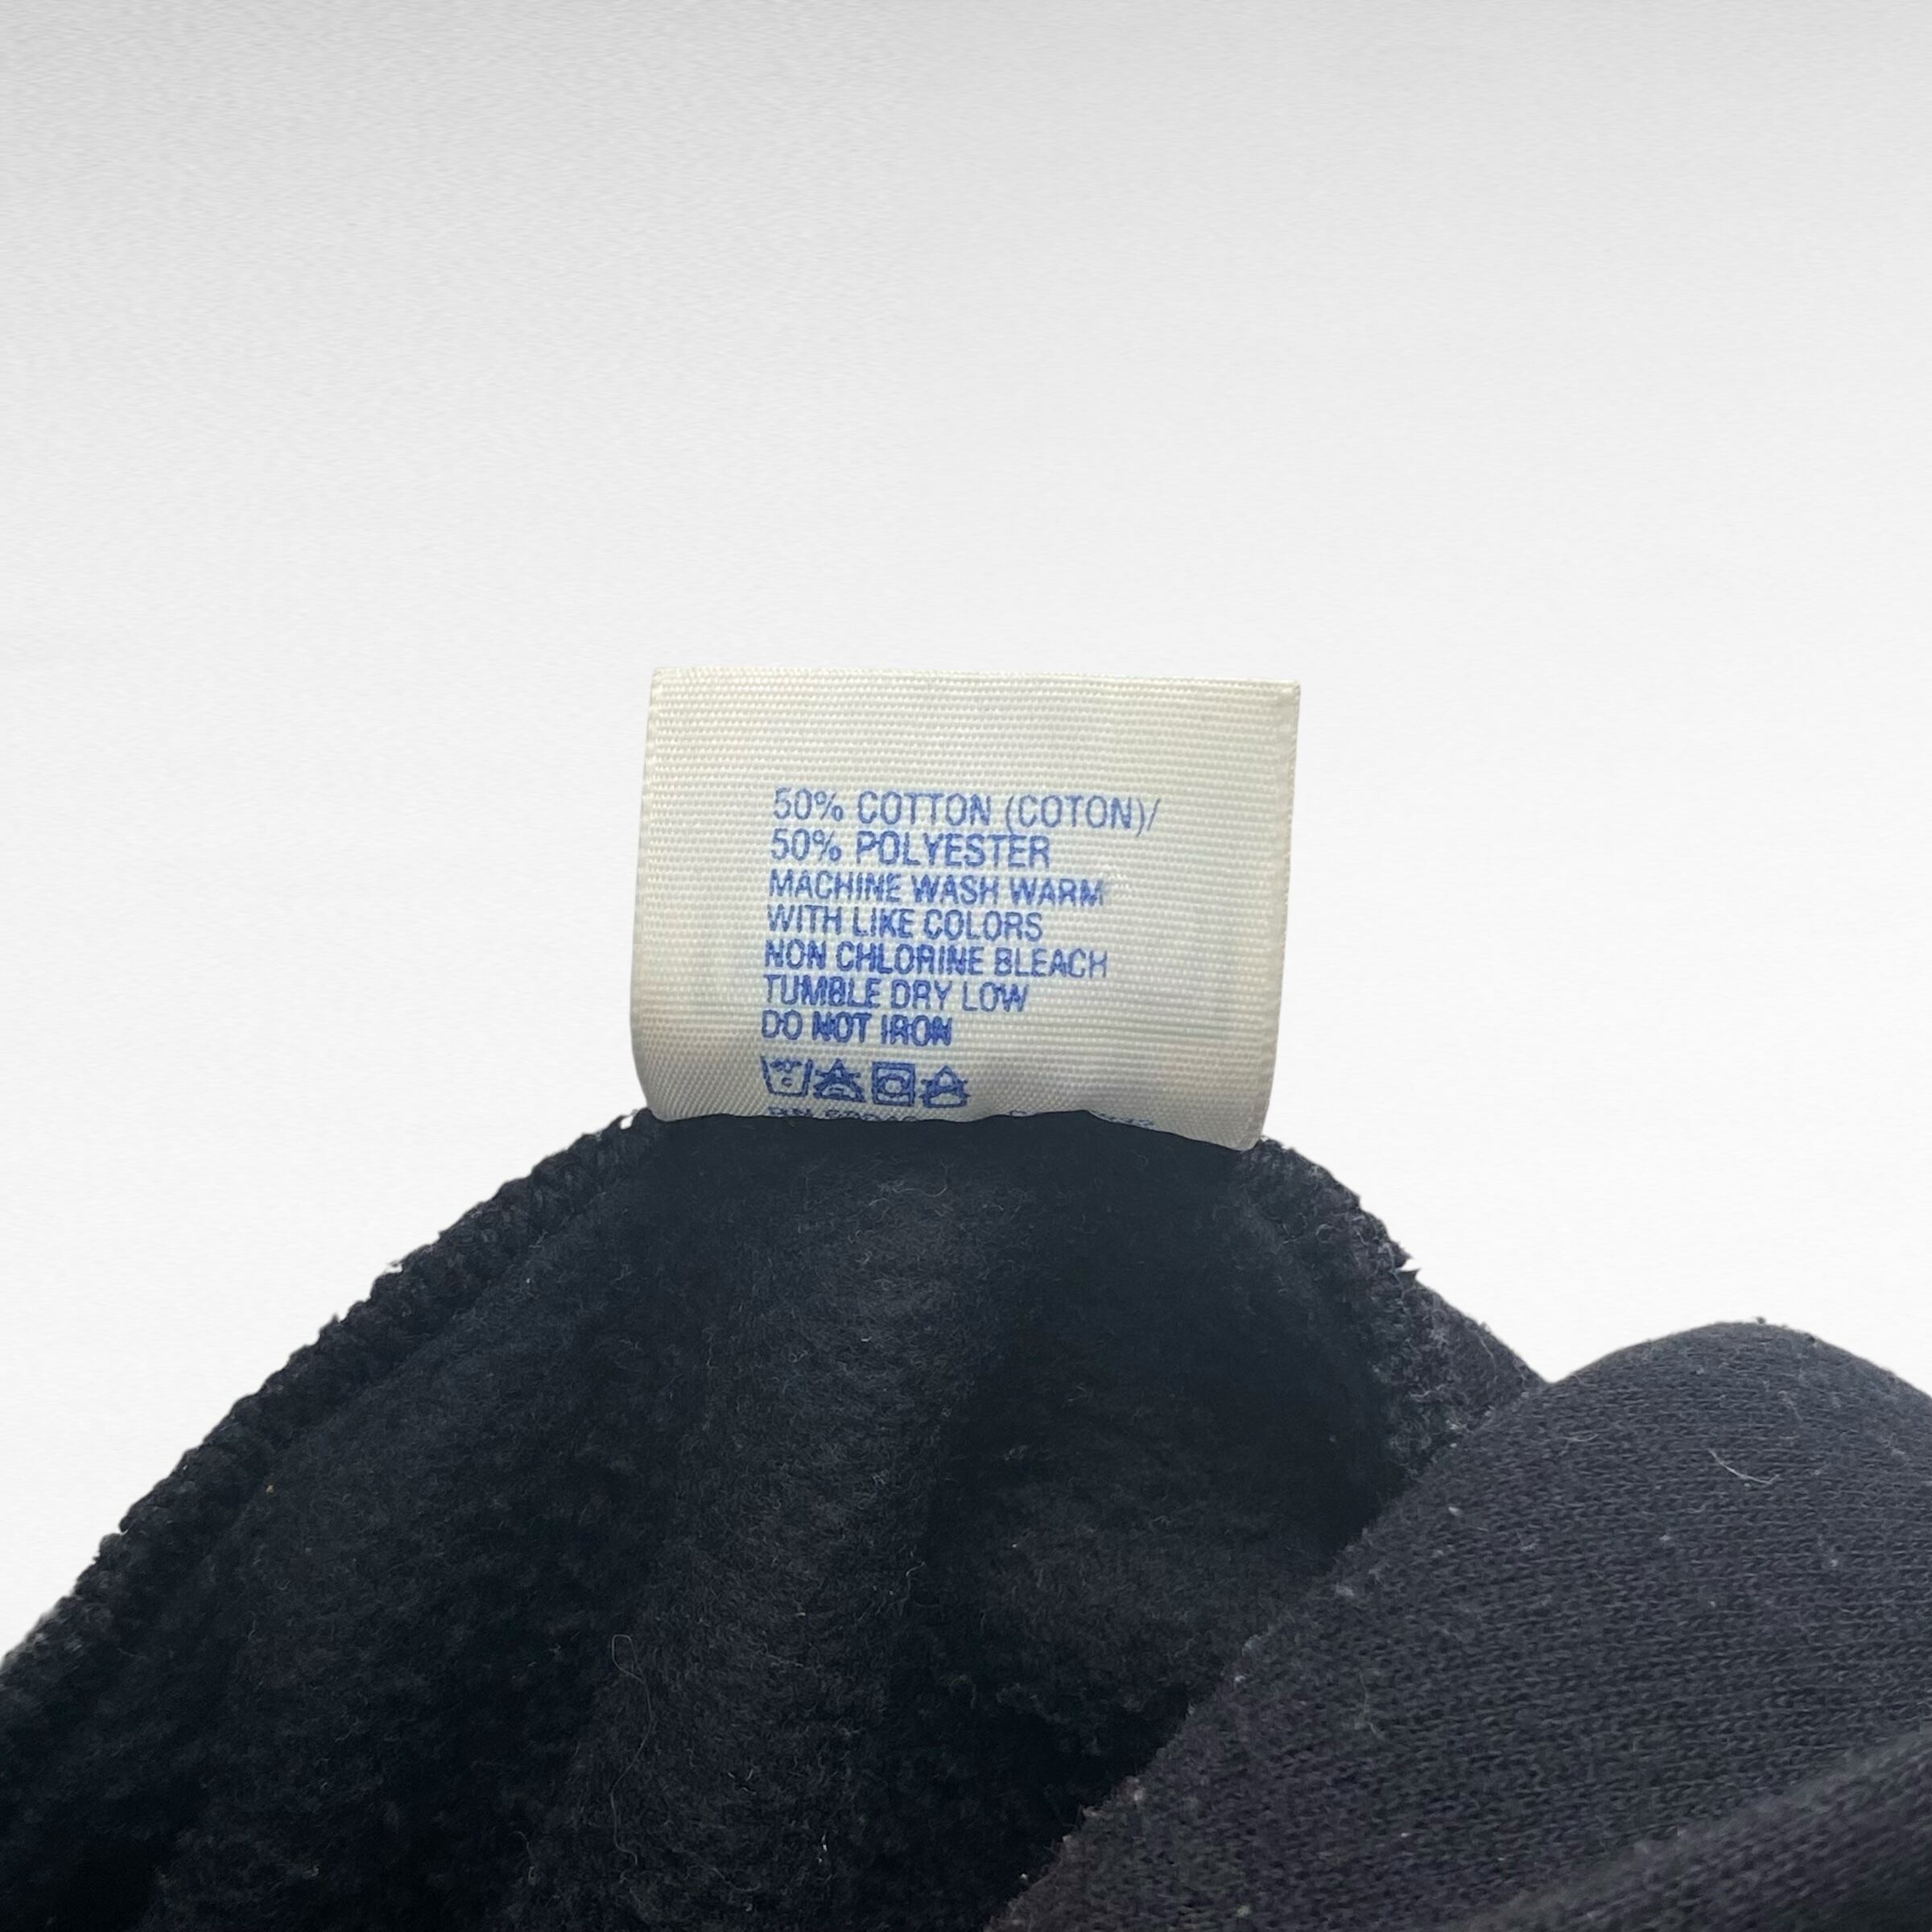 50% COTTON (COTON)/
50% POLYESTER
MACHINE WASH WARM
WITH LIKE COLORS
NON CHLORINE BLEACH
TUMBLE DRY LOW
DO NOT IRON